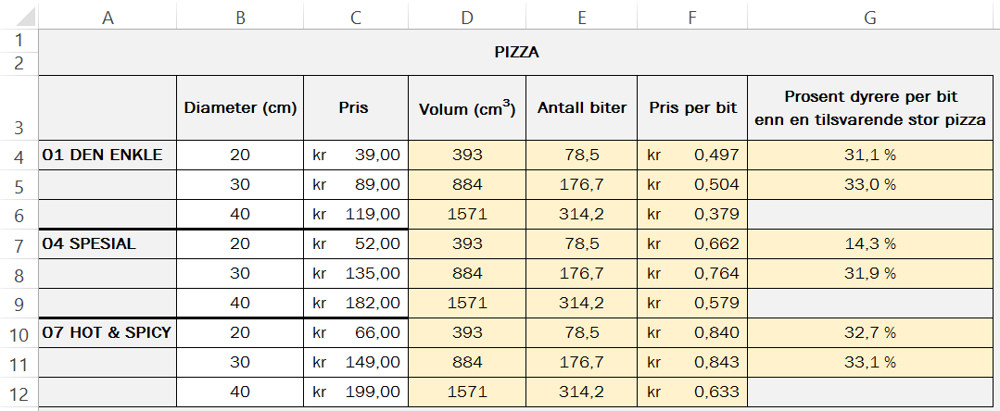 A B C D E F G
1
2 PIZZA
3 Diameter (cm) Pris Volum (cm³) Antall biter Pris per bit Prosent dyrere per bit
enn en tilsvarende stor pizza
4 01 DEN ENKLE 20 kr 39,00 393 78,5 kr 0,497 31,1 %
5 30 kr 89,00 884 176,7 kr 0,504 33,0 %
6 40 kr 119,00 1571 314,2 kr 0,379
7 04 SPESIAL 20 kr 52,00 393 78,5 kr 0,662 14,3 %
8 30 kr 135,00 884 176,7 kr 0,764 31,9 %
9 40 kr 182,00 1571 314,2 kr 0,579
10 07 HOT & SPICY 20 kr 66,00 393 78,5 kr 0,840 32,7 %
11 30 kr 149,00 884 176,7 kr 0,843 33,1 %
12 40 kr 199,00 1571 314,2 kr 0,633